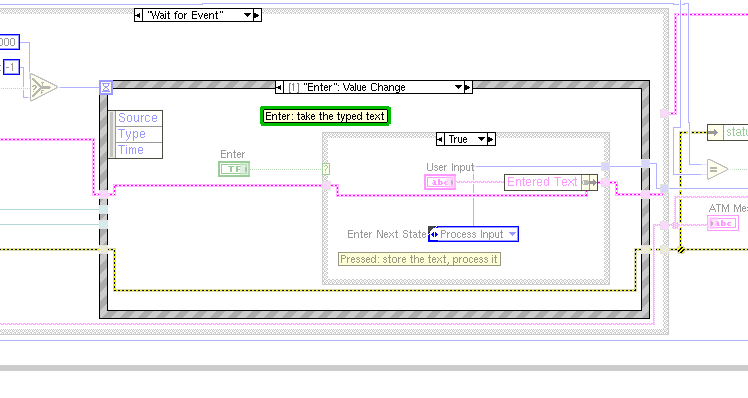 "Wait for Event"
000
-1
[1] "Enter": Value Change
Source
Type
Time
Enter: take the typed text
True
Enter
TF
?
User Input
abc
Entered Text
Enter Next State
Process Input
Pressed: store the text, process it
statu
=
ATM Me
abc